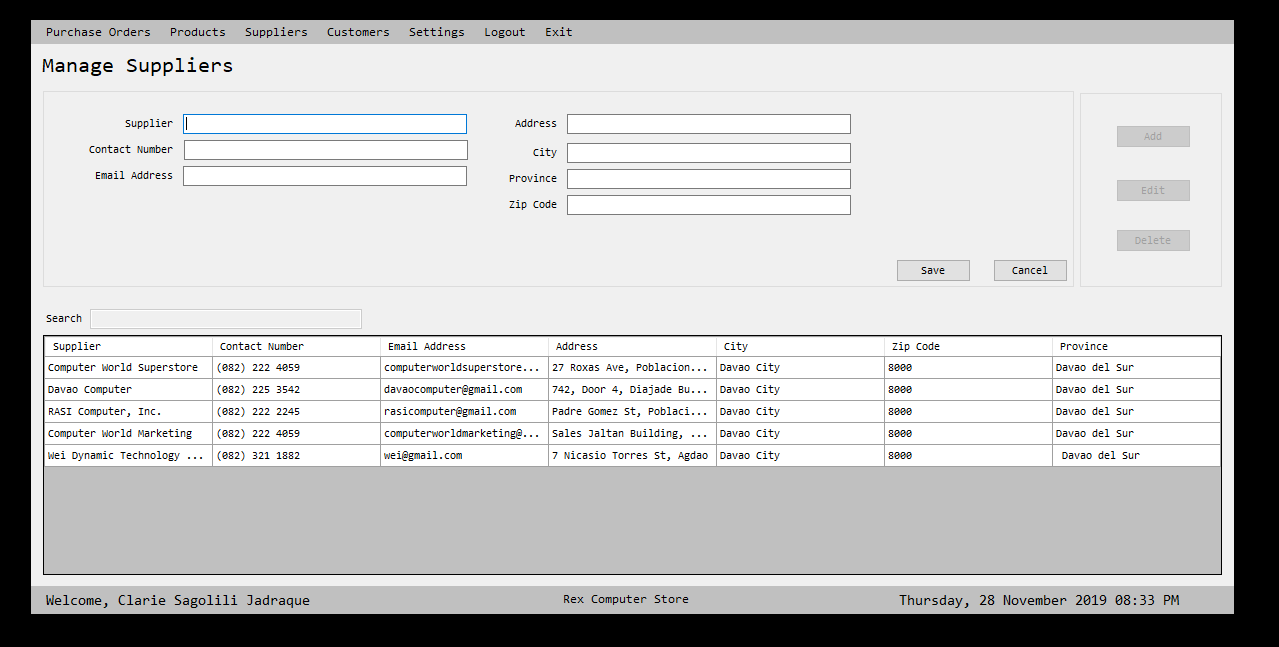 Purchase Orders Products Suppliers Customers Settings Logout Exit
Manage Suppliers
Supplier
Contact Number
Email Address
Address
City
Province
Zip Code
Save Cancel
Add
Edit
Delete
Search
Supplier Contact Number Email Address Address City Zip Code Province
Computer World Superstore (082) 222 4059 computerworldsuperstore... 27 Roxas Ave, Poblacion... Davao City 8000 Davao del Sur
Davao Computer (082) 225 3542 davaocomputer@gmail.com 742, Door 4, Diajade Bu... Davao City 8000 Davao del Sur
RASI Computer, Inc. (082) 222 2245 rasicomputer@gmail.com Padre Gomez St, Poblaci... Davao City 8000 Davao del Sur
Computer World Marketing (082) 222 4059 computerworldmarketing@... Sales Jaltan Building, ... Davao City 8000 Davao del Sur
Wei Dynamic Technology ... (082) 321 1882 wei@gmail.com 7 Nicasio Torres St, Agdao Davao City 8000 Davao del Sur
Welcome, Clarie Sagolili Jadraque Rex Computer Store Thursday, 28 November 2019 08:33 PM